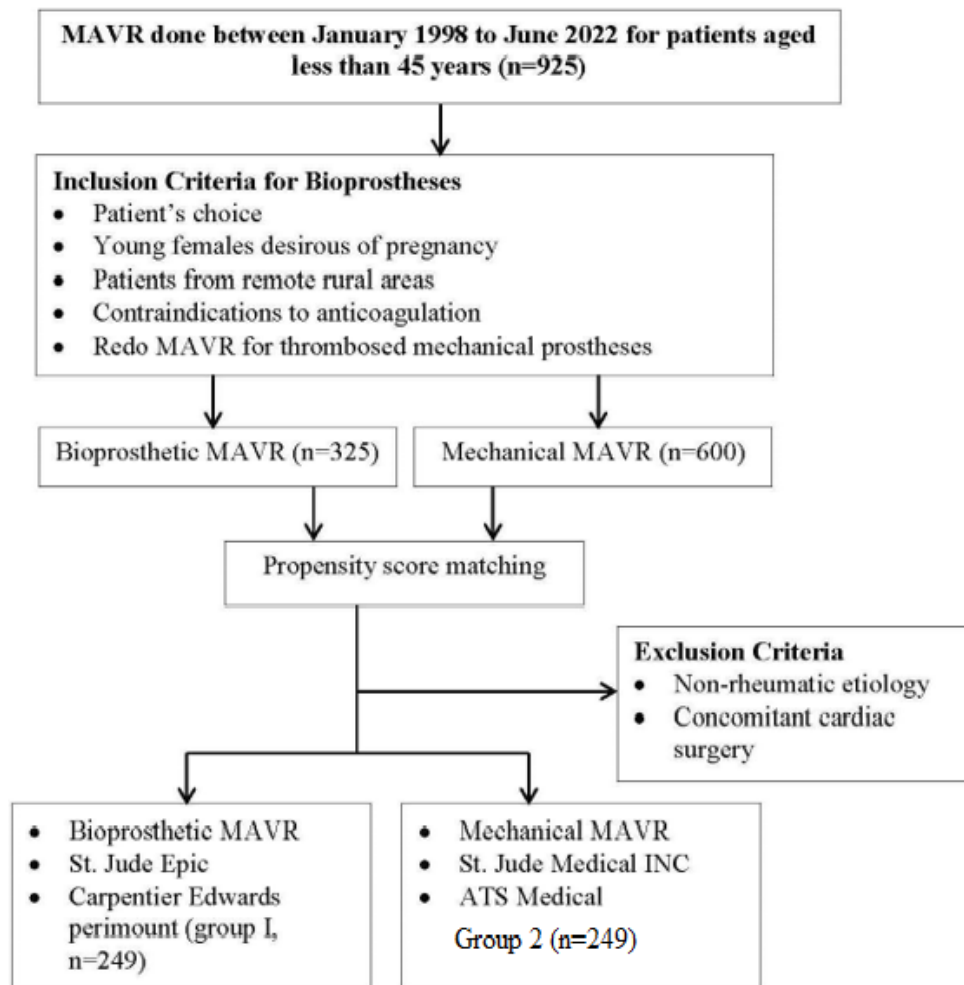 MAVR done between January 1998 to June 2022 for patients aged
less than 45 years (n=925)
Inclusion Criteria for Bioprostheses
• Patient's choice
• Young females desirous of pregnancy
• Patients from remote rural areas
• Contraindications to anticoagulation
• Redo MAVR for thrombosed mechanical prostheses
Bioprosthetic MAVR (n=325)
Mechanical MAVR (n=600)
Propensity score matching
Exclusion Criteria
• Non-rheumatic etiology
• Concomitant cardiac
surgery
• Bioprosthetic MAVR
• St. Jude Epic
• Carpentier Edwards
perimount (group I,
n=249)
• Mechanical MAVR
• St. Jude Medical INC
• ATS Medical
Group 2 (n=249)